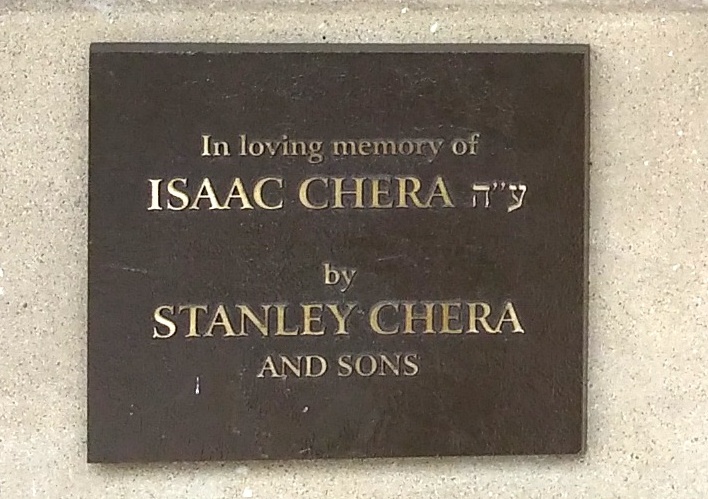 In loving memory of
ISAAC CHERA ע״ה
by
STANLEY CHERA
AND SONS